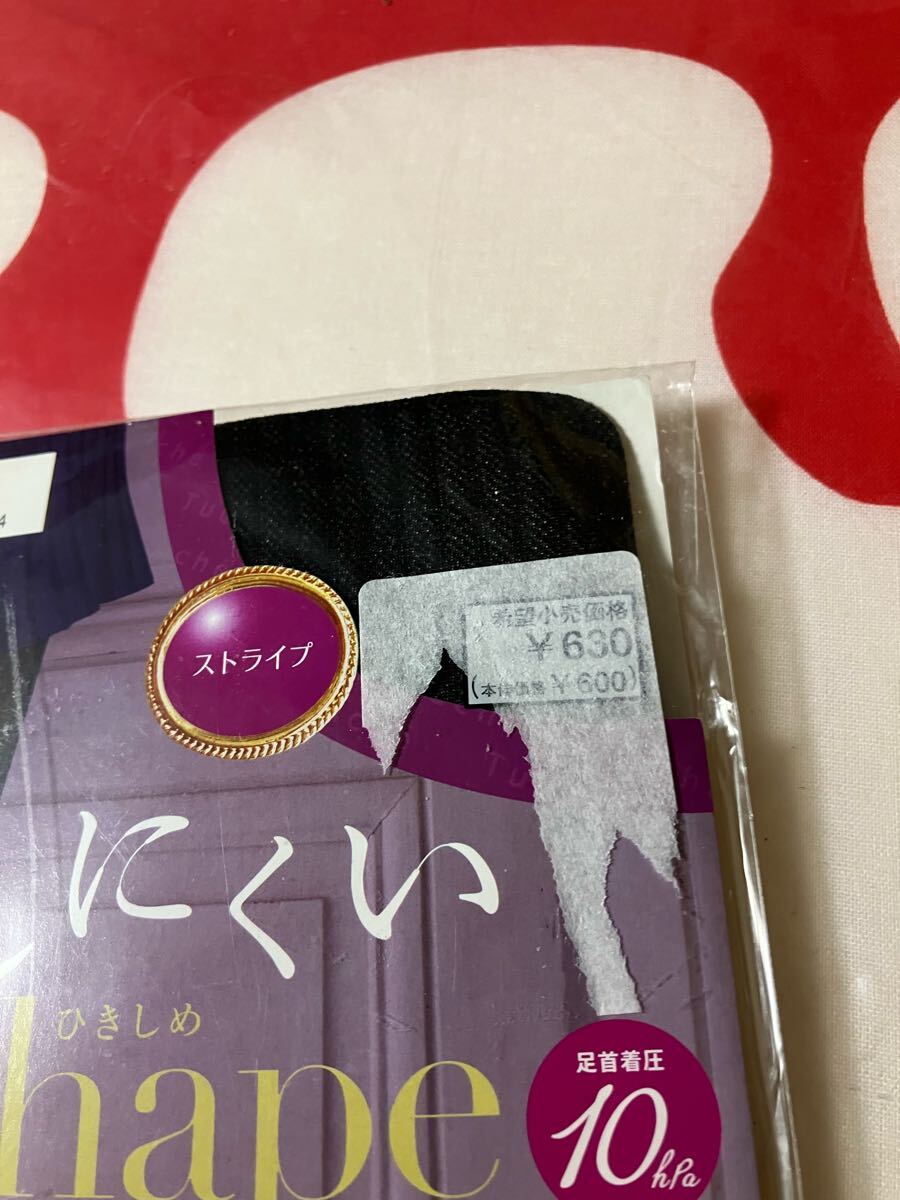 4
希望小売価格
¥630
(本体価格¥600)
ストライプ
にくい
ひきしめ
hape
足首着圧
10hPa